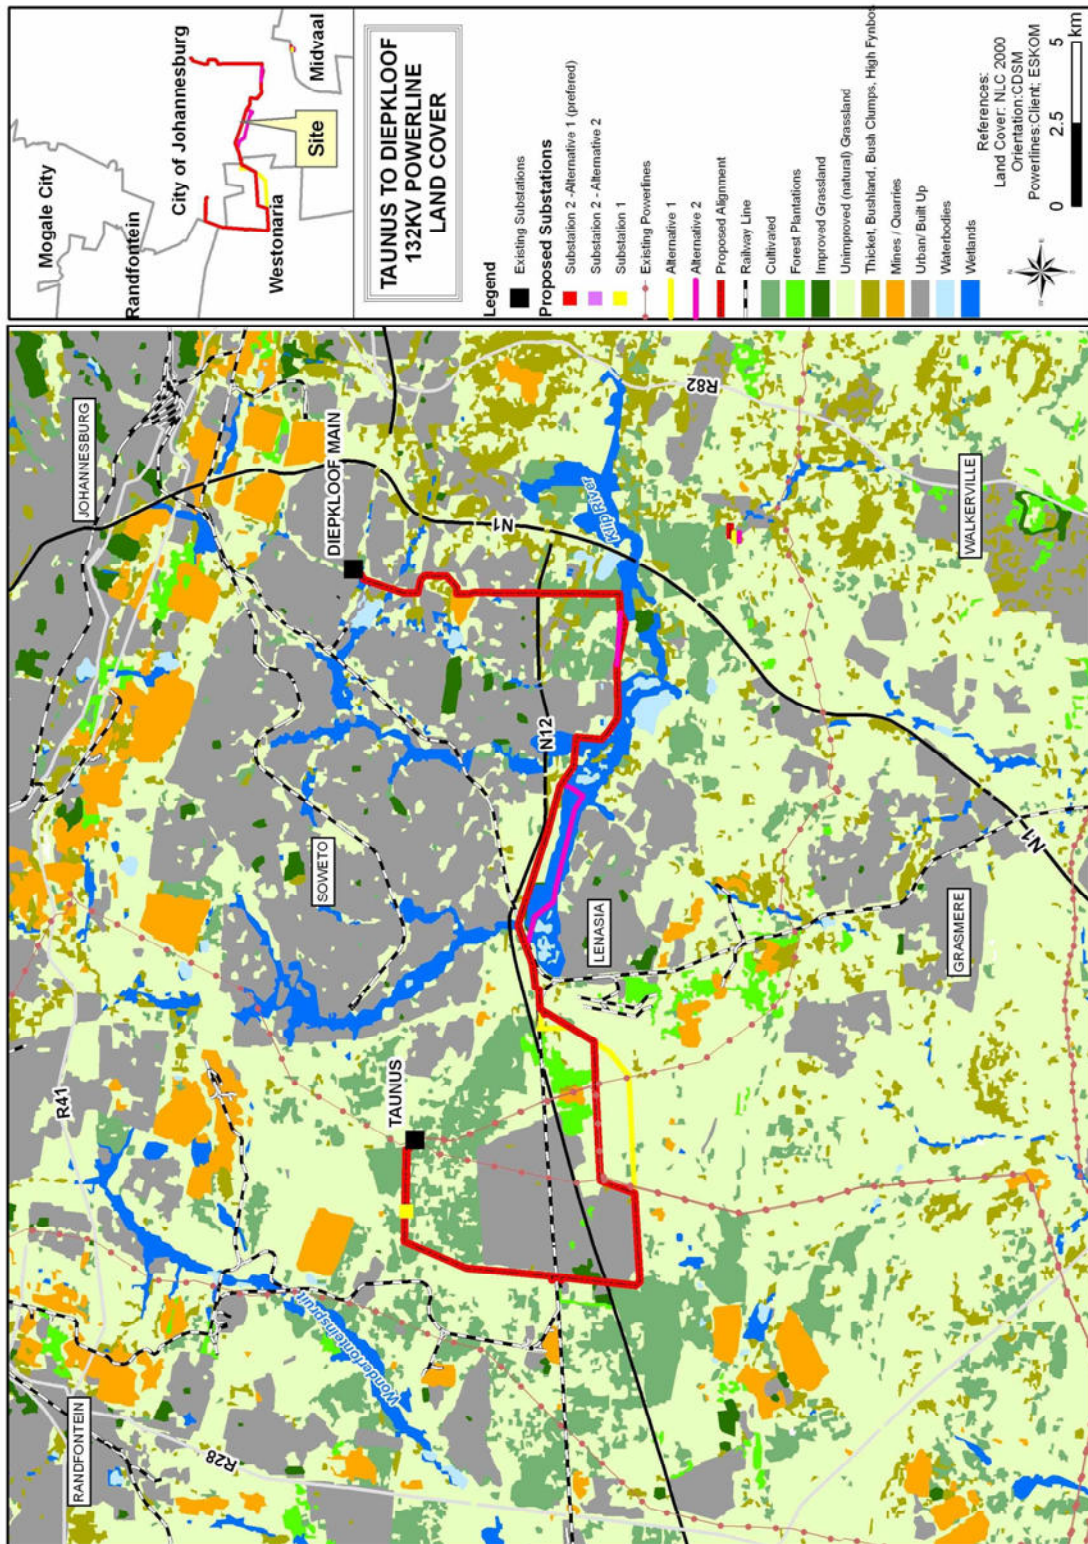 Mogale City
Randfontein
City of Johannesburg
Westonaria
Site
Midvaal
TAUNUS TO DIEPKLOOF
132KV POWERLINE
LAND COVER
Legend
Existing Substations
Proposed Substations
Substation 2 -Alternative 1 (prefered)
Substation 2 - Alternative 2
Substation 1
Existing Powerlines
Alternative 1
Alternative 2
Proposed Alignment
Railway Line
Cultivated
Forest Plantations
Improved Grassland
Unimproved (natural) Grassland
Thicket, Bushland, Bush Clumps, High Fynbos
Mines / Quarries
Urban/ Built Up
Waterbodies
Wetlands
N
E
S
W
References:
Land Cover: NLC 2000
Orientation:CDSM
Powerlines:Client; ESKOM
0 2.5 5
km
RANDFONTEIN
R28
R41
Wonderfonteinspruit
TAUNUS
SOWETO
JOHANNESBURG
DIEPKLOOF MAIN
N1
N12
Klip River
R82
LENASIA
GRASMERE
N1
WALKERVILLE